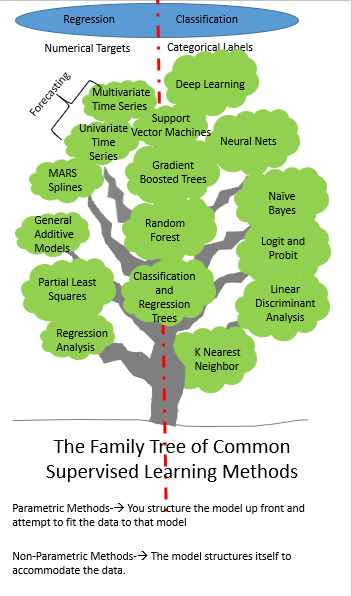 Regression
Classification
Numerical Targets
Categorical Labels
Forecasting
Deep Learning
Multivariate
Time Series
Support
Vector Machines
Univariate
Time
Series
Neural Nets
Gradient
Boosted Trees
MARS
Splines
Naïve
Bayes
General
Additive
Models
Random
Forest
Logit and
Probit
Partial Least
Squares
Classification
and
Regression
Trees
Linear
Discriminant
Analysis
Regression
Analysis
K Nearest
Neighbor
The Family Tree of Common
Supervised Learning Methods
Parametric Methods-→ You structure the model up front and
attempt to fit the data to that model
Non-Parametric Methods-→ The model structures itself to
accommodate the data.